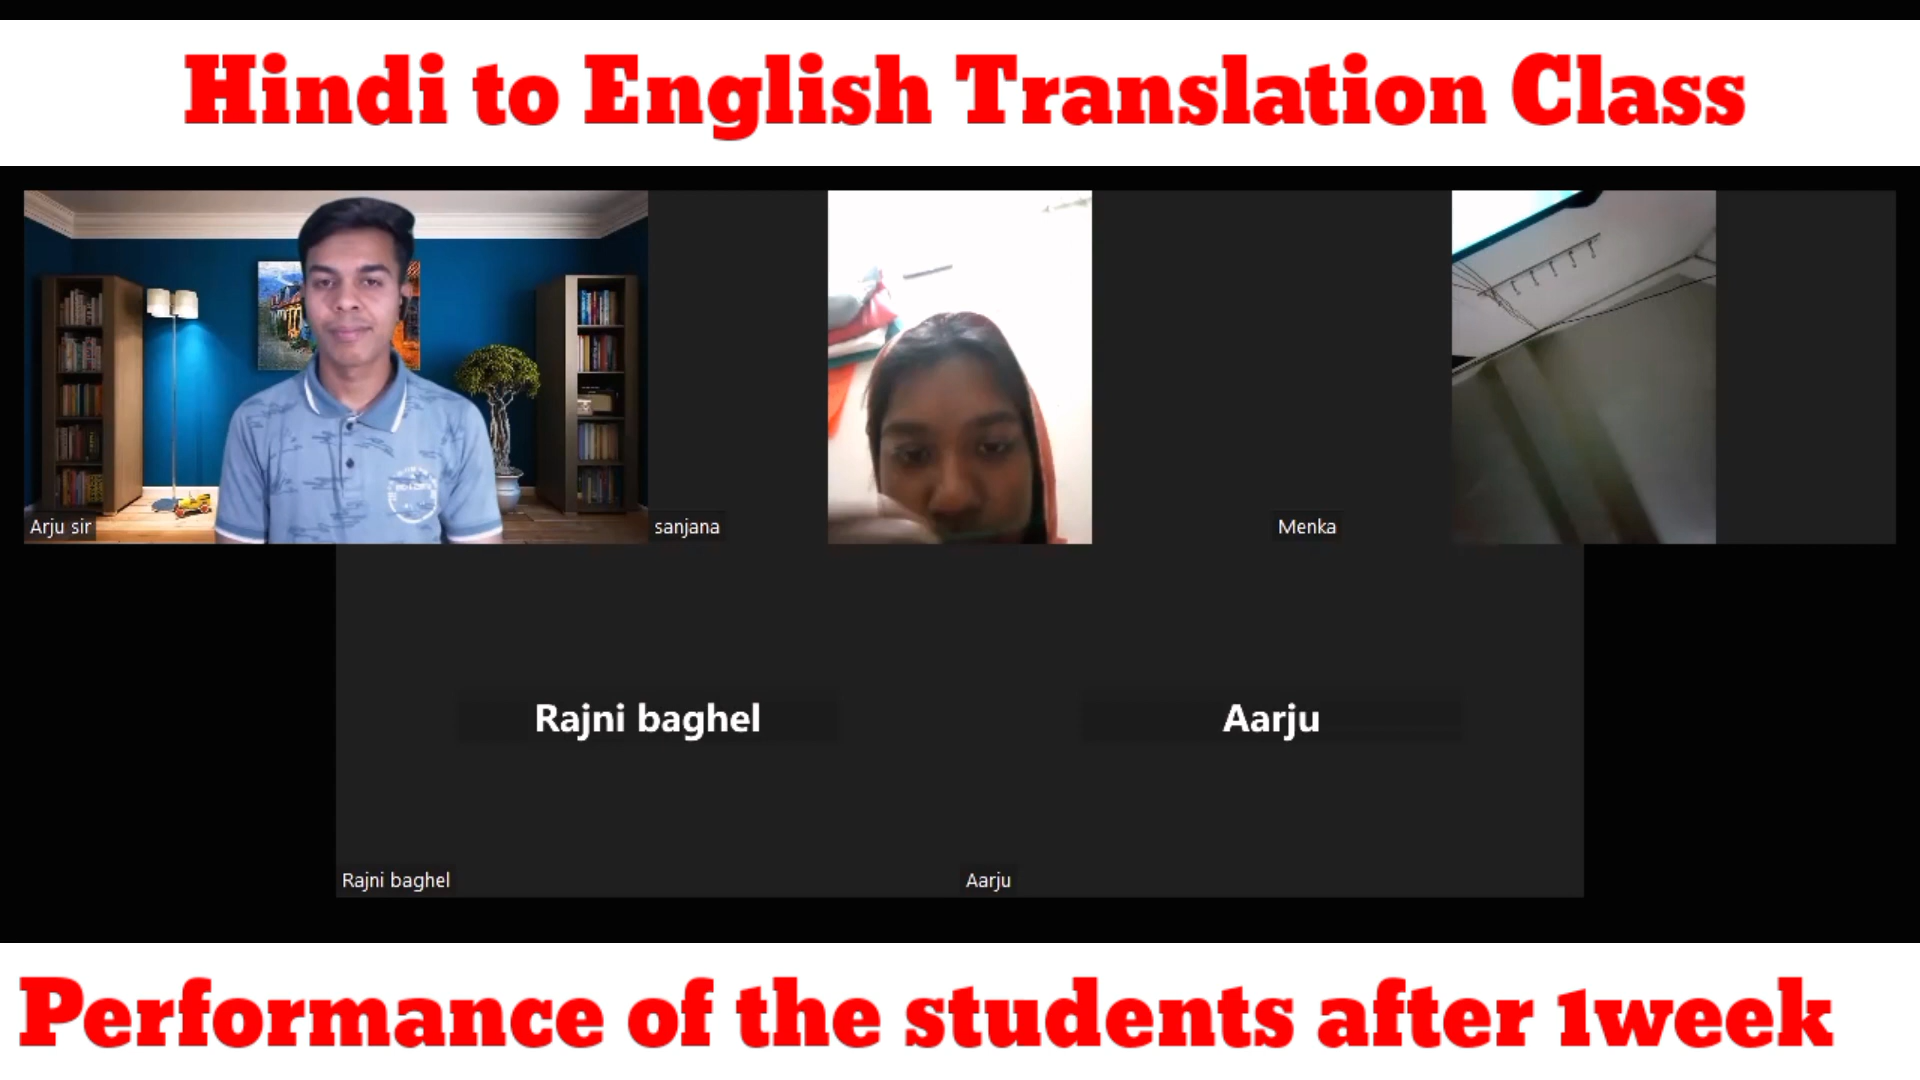 Hindi to English Translation Class
Arju sir
sanjana
Menka
Rajni baghel
Aarju
Rajni baghel
Aarju
Performance of the students after 1week